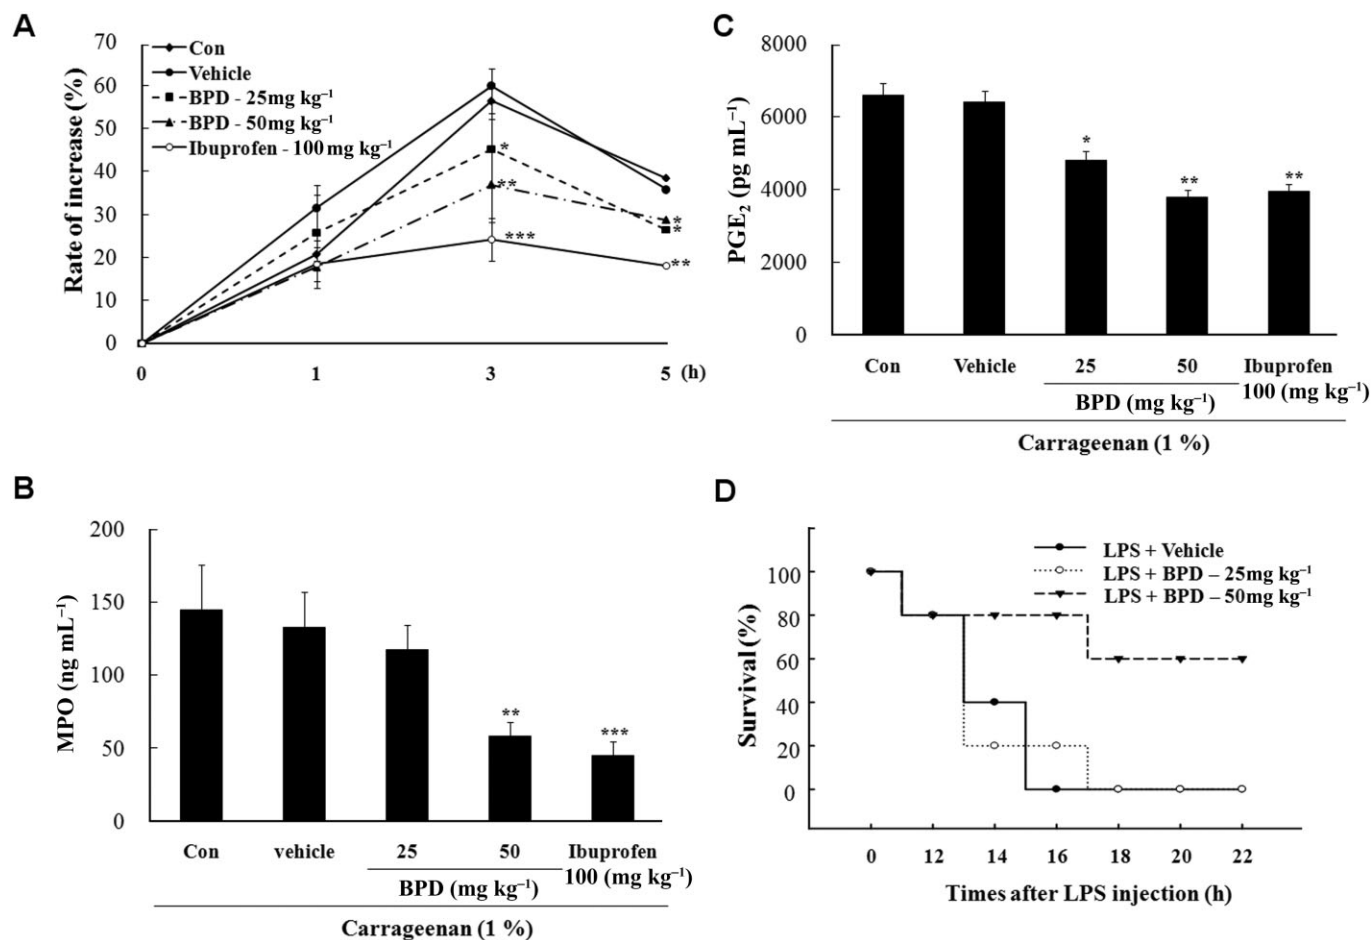 A
Rate of increase (%)
70
60
50
40
30
20
10
0
Con
Vehicle
BPD - 25mg kg⁻¹
BPD - 50mg kg⁻¹
Ibuprofen - 100 mg kg⁻¹
*
**
***
*
*
**
0 1 3 5 (h)
C
PGE₂ (pg mL⁻¹)
8000
6000
4000
2000
0
* ** **
Con Vehicle 25 50 Ibuprofen
BPD (mg kg⁻¹) 100 (mg kg⁻¹)
Carrageenan (1 %)
B
MPO (ng mL⁻¹)
200
150
100
50
0
** ***
Con vehicle 25 50 Ibuprofen
BPD (mg kg⁻¹) 100 (mg kg⁻¹)
Carrageenan (1 %)
D
Survival (%)
100
80
60
40
20
0
LPS + Vehicle
LPS + BPD – 25mg kg⁻¹
LPS + BPD – 50mg kg⁻¹
0 12 14 16 18 20 22
Times after LPS injection (h)